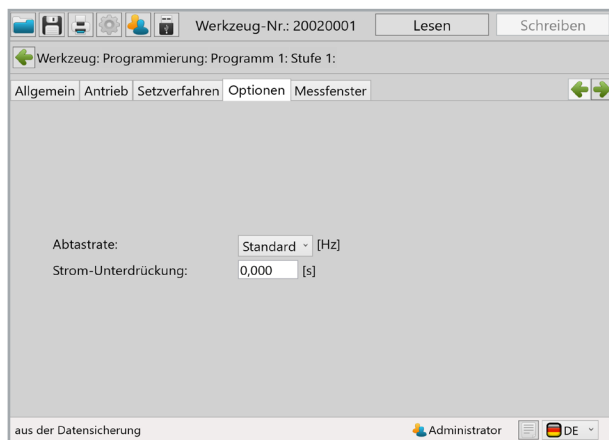 Werkzeug-Nr.: 20020001 Lesen Schreiben
Werkzeug: Programmierung: Programm 1: Stufe 1:
Allgemein Antrieb Setzverfahren Optionen Messfenster
Abtastrate: Standard [Hz]
Strom-Unterdrückung: 0,000 [s]
aus der Datensicherung Administrator DE